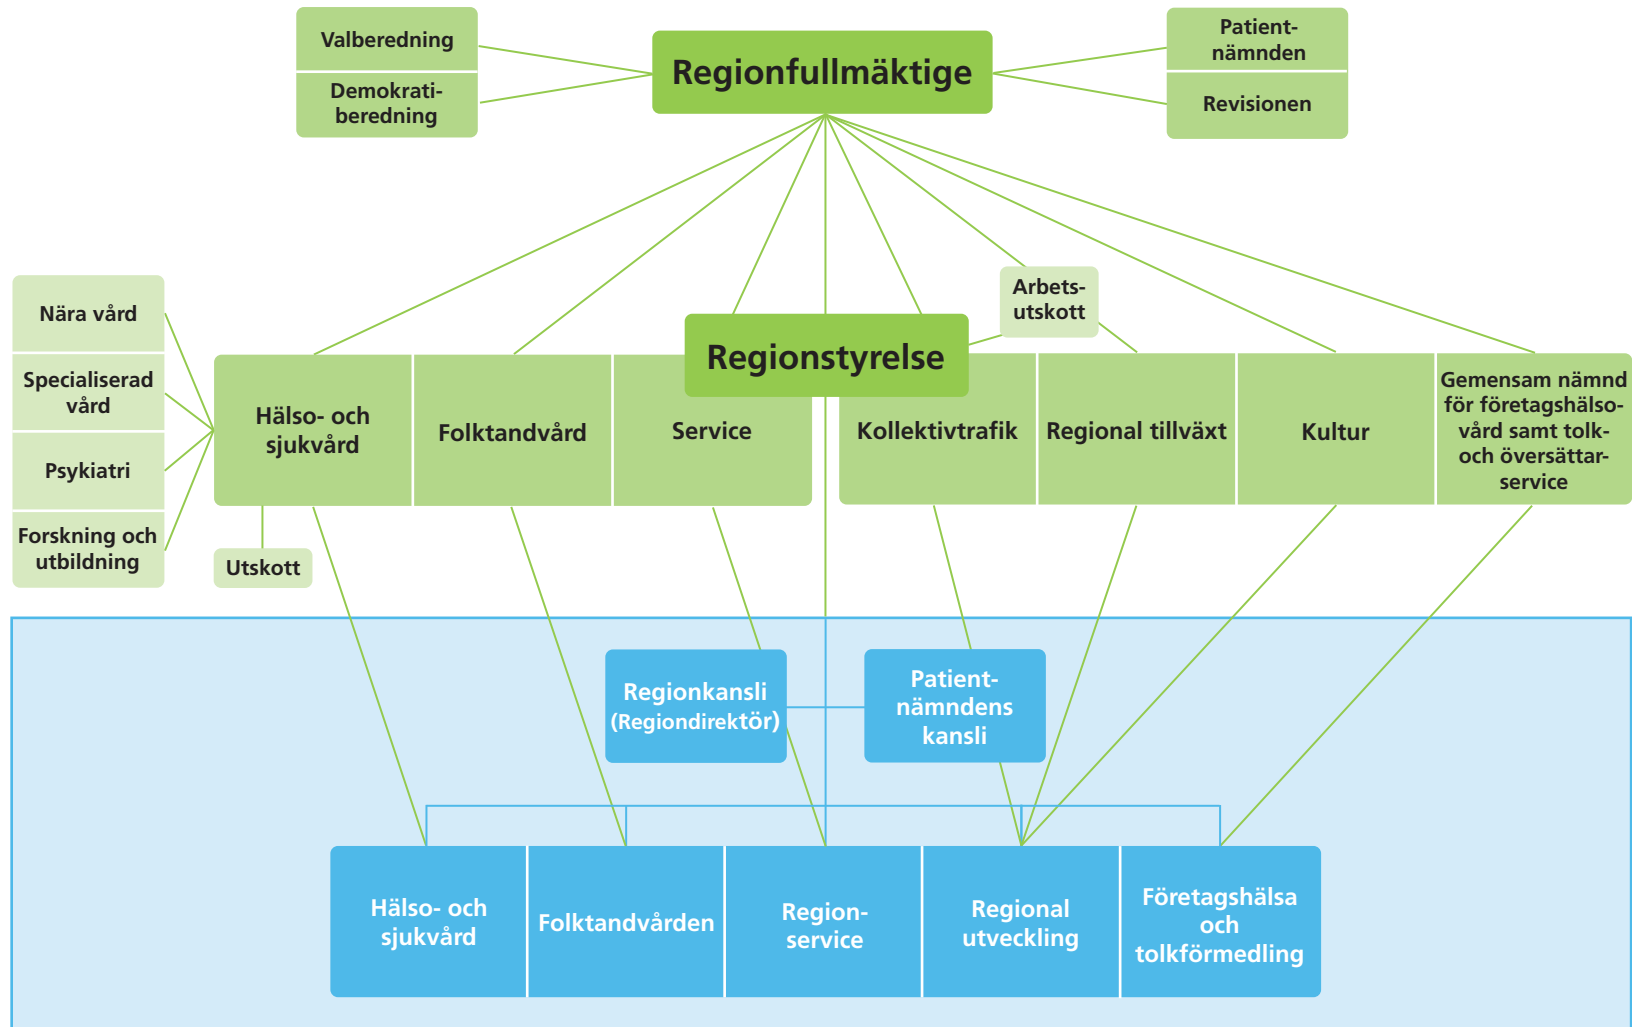 Valberedning
Demokrati-
beredning
Regionfullmäktige
Patient-
nämnden
Revisionen
Arbets-
utskott
Regionstyrelse
Nära vård
Specialiserad
vård
Psykiatri
Forskning och
utbildning
Hälso- och
sjukvård
Folktandvård
Service
Kollektivtrafik
Regional tillväxt
Kultur
Gemensam nämnd
för företagshälso-
vård samt tolk-
och översättar-
service
Utskott
Regionkansli
(Regiondirektör)
Patient-
nämndens
kansli
Hälso- och
sjukvård
Folktandvården
Region-
service
Regional
utveckling
Företagshälsa
och
tolkförmedling